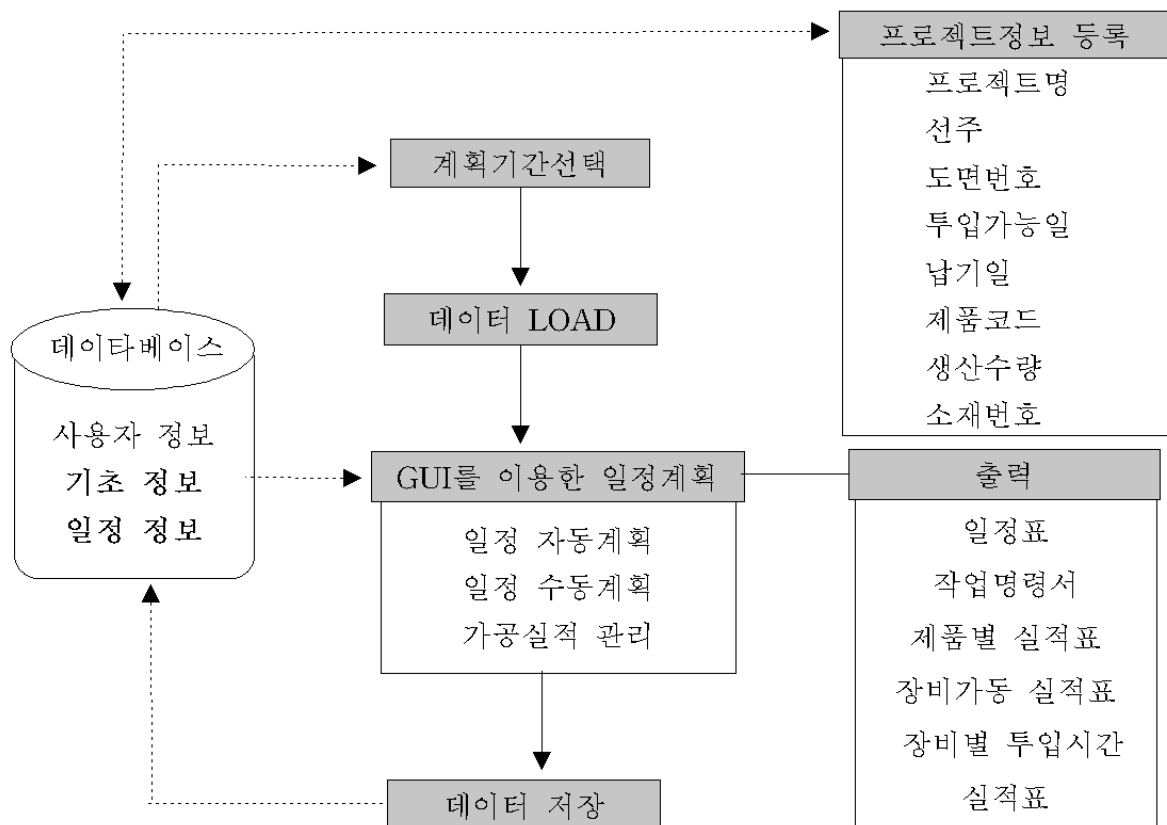 프로젝트정보 등록
프로젝트명
선주
도면번호
투입가능일
납기일
제품코드
생산수량
소재번호
계획기간선택
데이터 LOAD
데이타베이스
사용자 정보
기초 정보
일정 정보
GUI를 이용한 일정계획
일정 자동계획
일정 수동계획
가공실적 관리
출력
일정표
작업명령서
제품별 실적표
장비가동 실적표
장비별 투입시간
실적표
데이터 저장